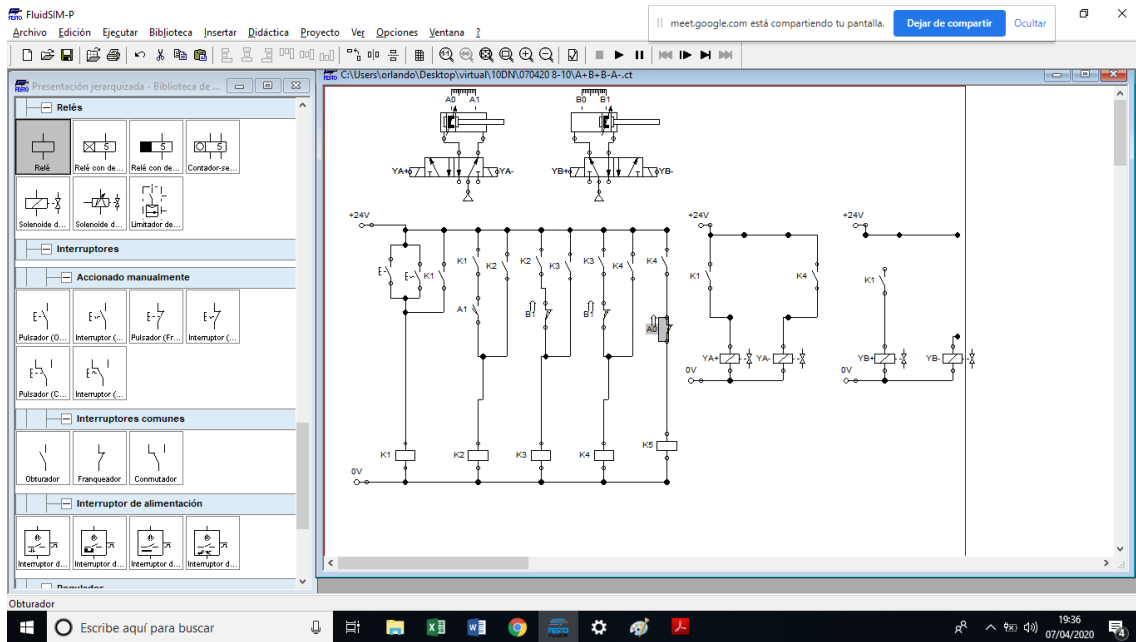 FluidSIM-P
meet.google.com está compartiendo tu pantalla. Dejar de compartir Ocultar
Archivo Edición Ejecutar Biblioteca Insertar Didáctica Proyecto Ver Opciones Ventana ?
Presentación jerarquizada - Biblioteca de ...
C:\Users\orlando\Desktop\virtual\10DN\070420 8-10\A+B+B-A-.ct
Relés
Relé Relé con de... Relé con de... Contador-se...
Solenoide d... Solenoide d... Limitador de...
Interruptores
Accionado manualmente
Pulsador (O... Interruptor (... Pulsador (Fr... Interruptor (...
Pulsador (C... Interruptor (...
Interruptores comunes
Obturador Franqueador Conmutador
Interruptor de alimentación
Interruptor d... Interruptor d... Interruptor d... Interruptor d...
Regulador
A0 A1 B0 B1
YA+ YA- YB+ YB-
+24V +24V +24V
K1 K1 K2 K2 K3 K3 K4 K4 K1 K4 K1
A1 B1 B1 A0
YA+ YA- YB+ YB-
0V 0V
K1 K2 K3 K4 K5
0V
Obturador
Escribe aquí para buscar
19:36
07/04/2020
4